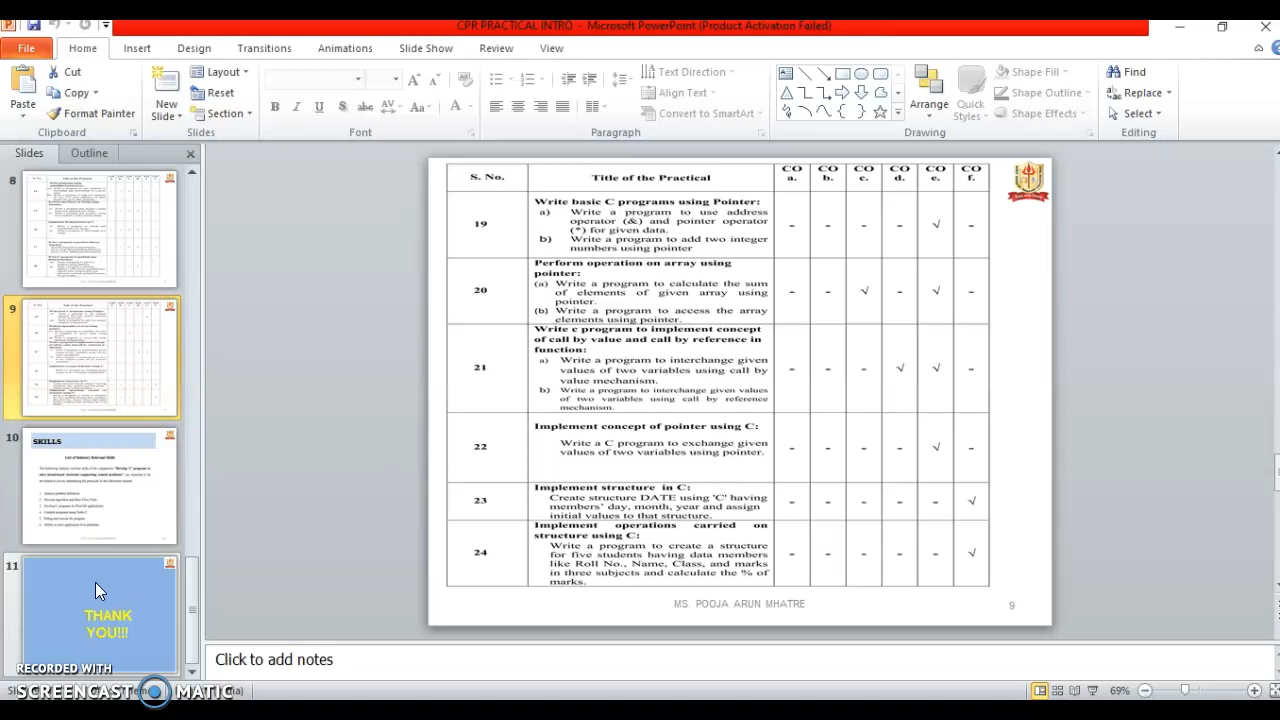 CPR PRACTICAL INTRO - Microsoft PowerPoint (Product Activation Failed)
File Home Insert Design Transitions Animations Slide Show Review View
Cut
Copy
Format Painter
Paste
Clipboard
New
Slide
Layout
Reset
Section
Slides
Font
Text Direction
Align Text
Convert to SmartArt
Paragraph
Arrange
Quick
Styles
Shape Fill
Shape Outline
Shape Effects
Drawing
Find
Replace
Select
Editing
Slides Outline
8
9
10
SKILLS
List of Industry Relevant Skills
11
THANK
YOU!!!
S. No. Title of the Practical CO a. CO b. CO c. CO d. CO e. CO f.
19
Write basic C programs using Pointer:
a) Write a program to use address
operator (&) and pointer operator
(*) for given data.
b) Write a program to add two integer
numbers using pointer
- - - - √ -
20
Perform operation on array using
pointer:
(a) Write a program to calculate the sum
of elements of given array using
pointer.
(b) Write a program to access the array
elements using pointer.
- - √ - √ -
21
Write c program to implement concept
of call by value and call by reference in
function:
a) Write a program to interchange given
values of two variables using call by
value mechanism.
b) Write a program to interchange given values
of two variables using call by reference
mechanism.
- - - √ - -
22
Implement concept of pointer using C:
Write a C program to exchange given
values of two variables using pointer.
- - - - √ -
23
Implement structure in C:
Create structure DATE using 'C' having
members' day, month, year and assign
initial values to that structure.
- - - - - √
24
Implement operations carried on
structure using C:
Write a program to create a structure
for five students having data members
like Roll No., Name, Class, and marks
in three subjects and calculate the % of
marks.
- - - - - √
MS. POOJA ARUN MHATRE 9
Click to add notes
RECORDED WITH
SCREENCAST MATIC
69%